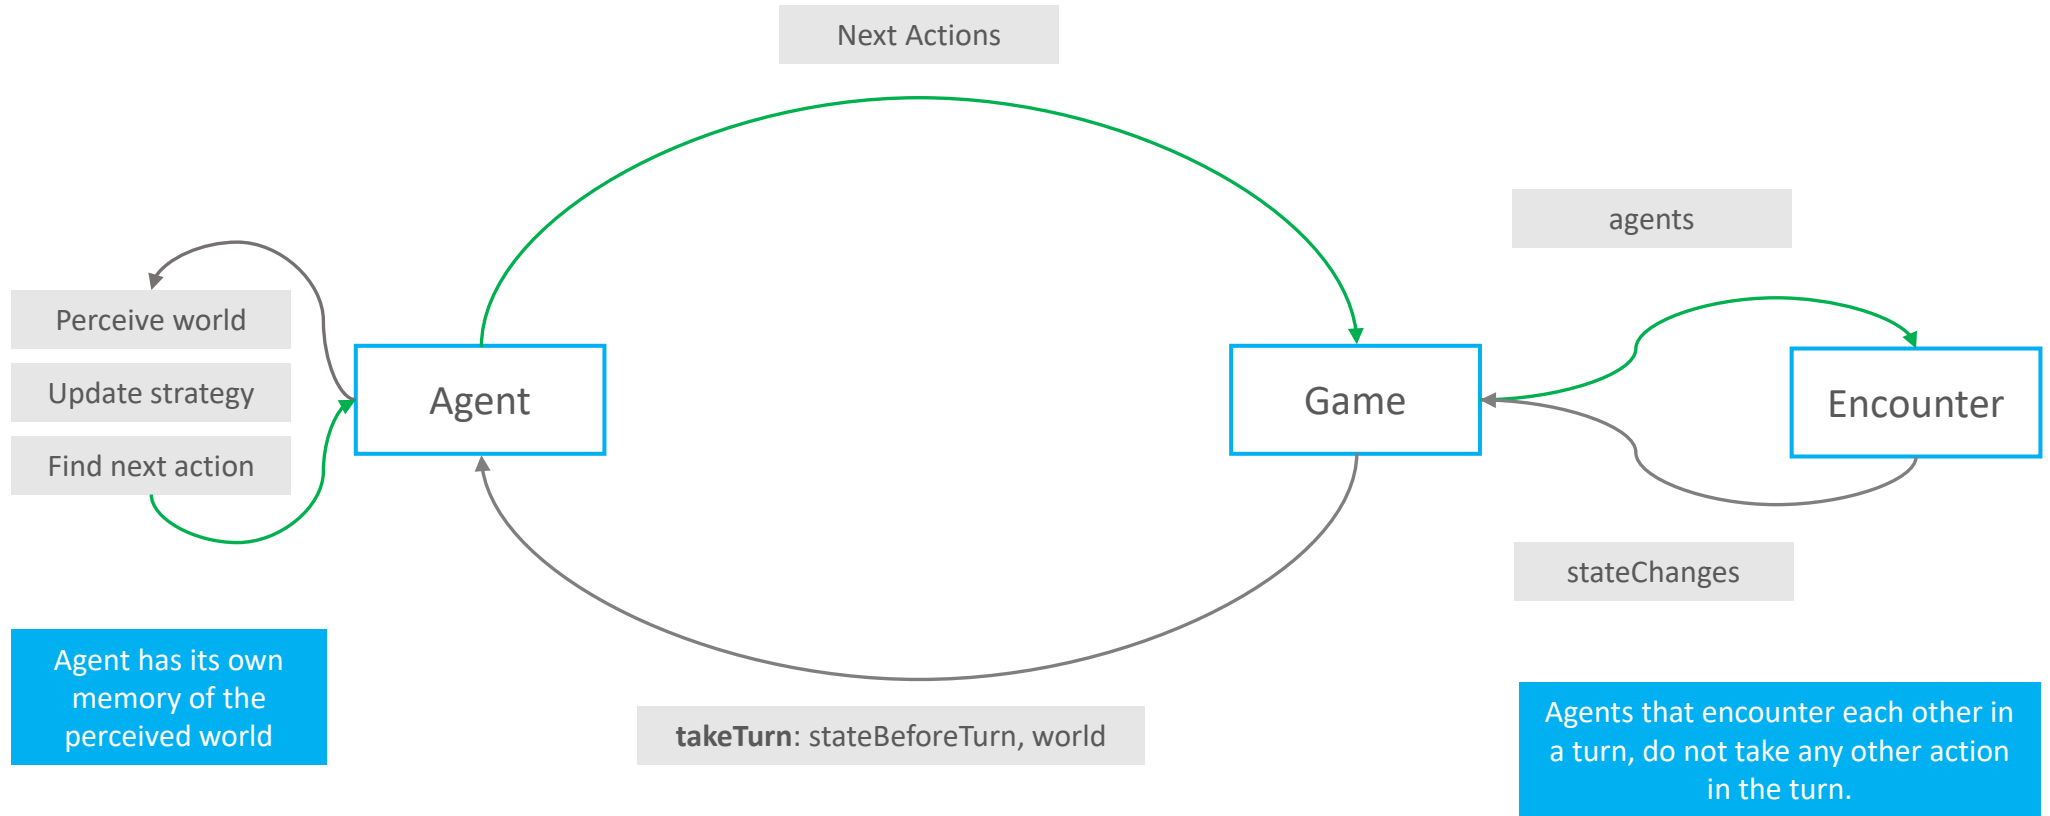 Next Actions
agents
Perceive world
Update strategy
Find next action
Agent
Game
Encounter
stateChanges
Agent has its own
memory of the
perceived world
takeTurn: stateBeforeTurn, world
Agents that encounter each other in
a turn, do not take any other action
in the turn.